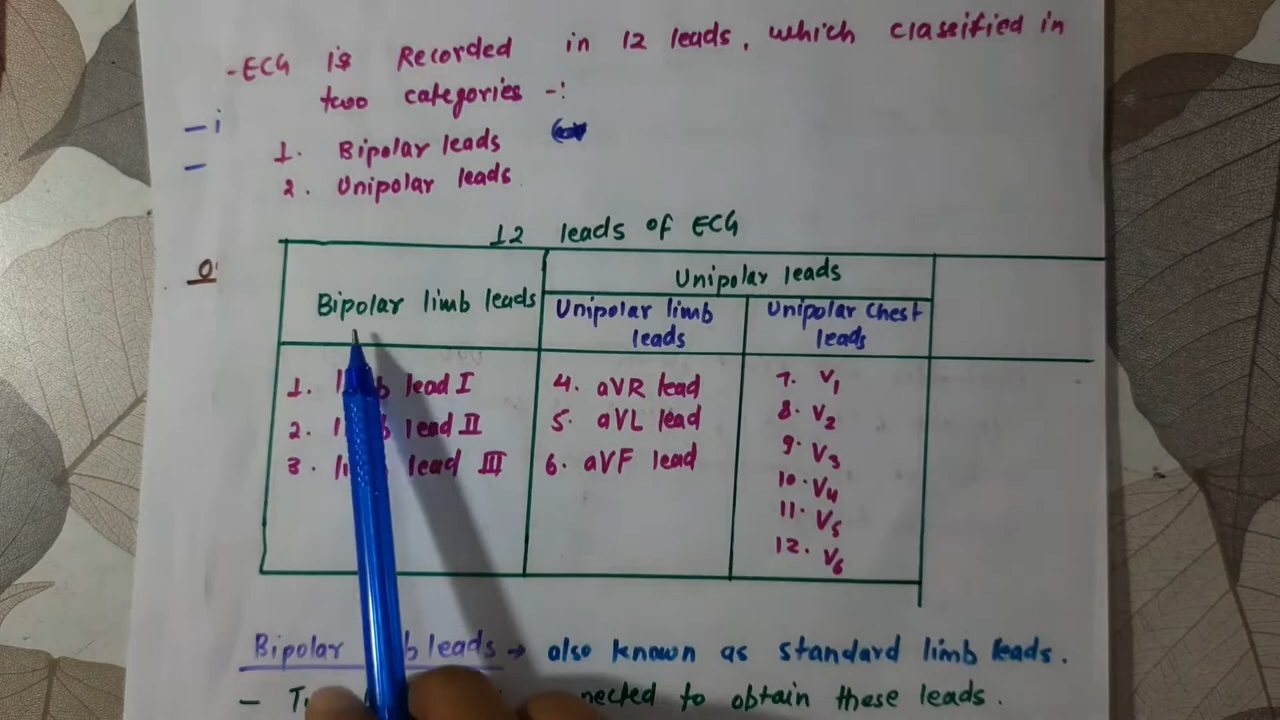 -ECG is Recorded in 12 leads, which classified in
two categories -:
- i
1. Bipolar leads
-
2. Unipolar leads
12 leads of ECG
Unipolar leads
Bipolar limb leads
Unipolar limb leads
Unipolar Chest leads
1. lead I
2. lead II
3. lead III
4. aVR lead
5. aVL lead
6. aVF lead
7. V1
8. V2
9. V3
10. V4
11. V5
12. V6
Bipolar leads → also known as standard limb leads.
- to obtain these leads.